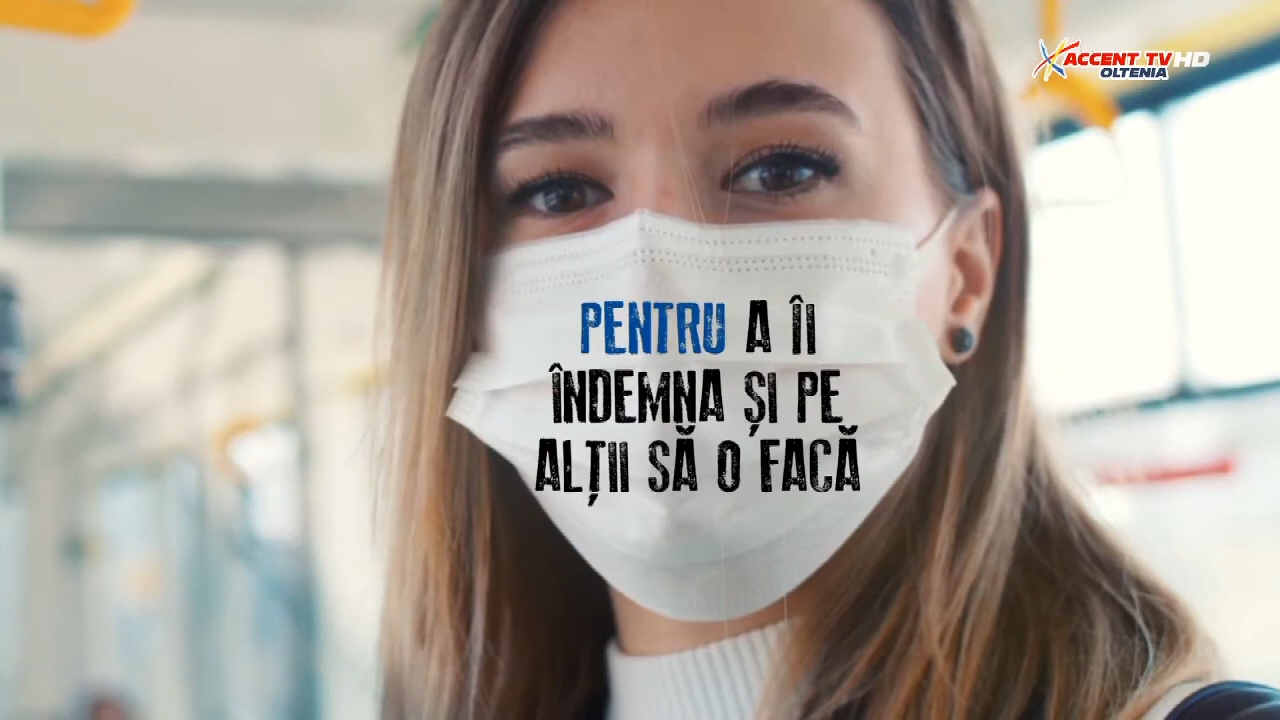 ACCENT TV HD
OLTENIA
PENTRU A ÎI
ÎNDEMNA ȘI PE
ALȚII SĂ O FACĂ